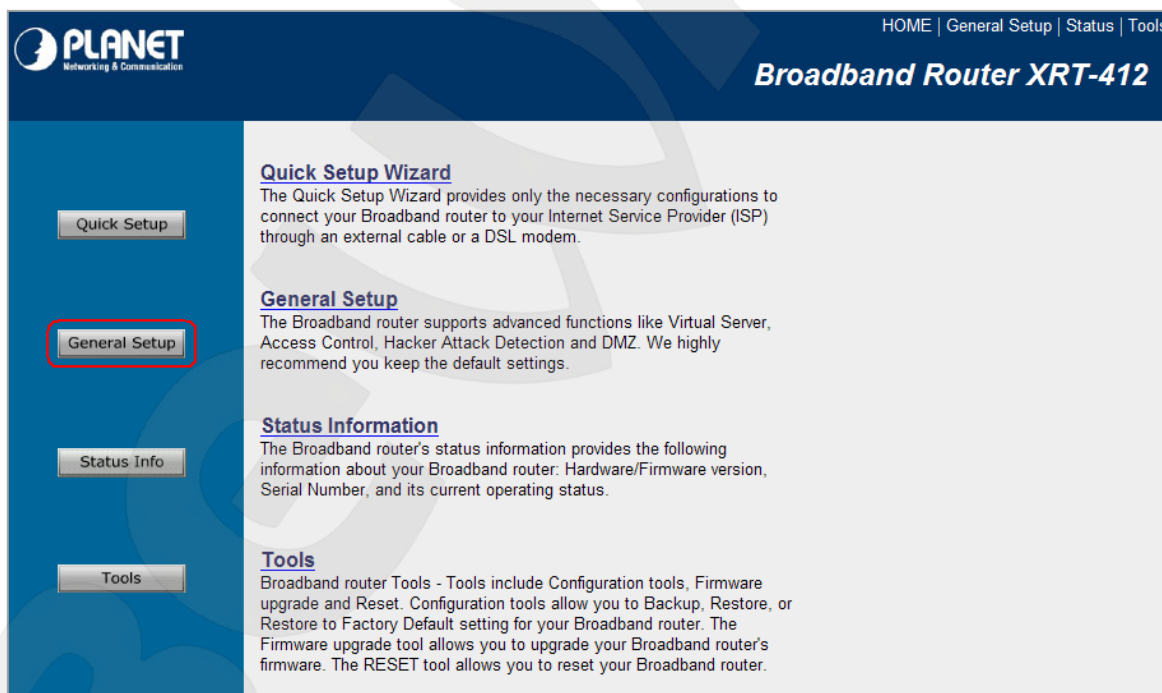 PLANET
Networking & Communication
HOME | General Setup | Status | Tools
Broadband Router XRT-412
Quick Setup
General Setup
Status Info
Tools
Quick Setup Wizard
The Quick Setup Wizard provides only the necessary configurations to
connect your Broadband router to your Internet Service Provider (ISP)
through an external cable or a DSL modem.
General Setup
The Broadband router supports advanced functions like Virtual Server,
Access Control, Hacker Attack Detection and DMZ. We highly
recommend you keep the default settings.
Status Information
The Broadband router's status information provides the following
information about your Broadband router: Hardware/Firmware version,
Serial Number, and its current operating status.
Tools
Broadband router Tools - Tools include Configuration tools, Firmware
upgrade and Reset. Configuration tools allow you to Backup, Restore, or
Restore to Factory Default setting for your Broadband router. The
Firmware upgrade tool allows you to upgrade your Broadband router's
firmware. The RESET tool allows you to reset your Broadband router.